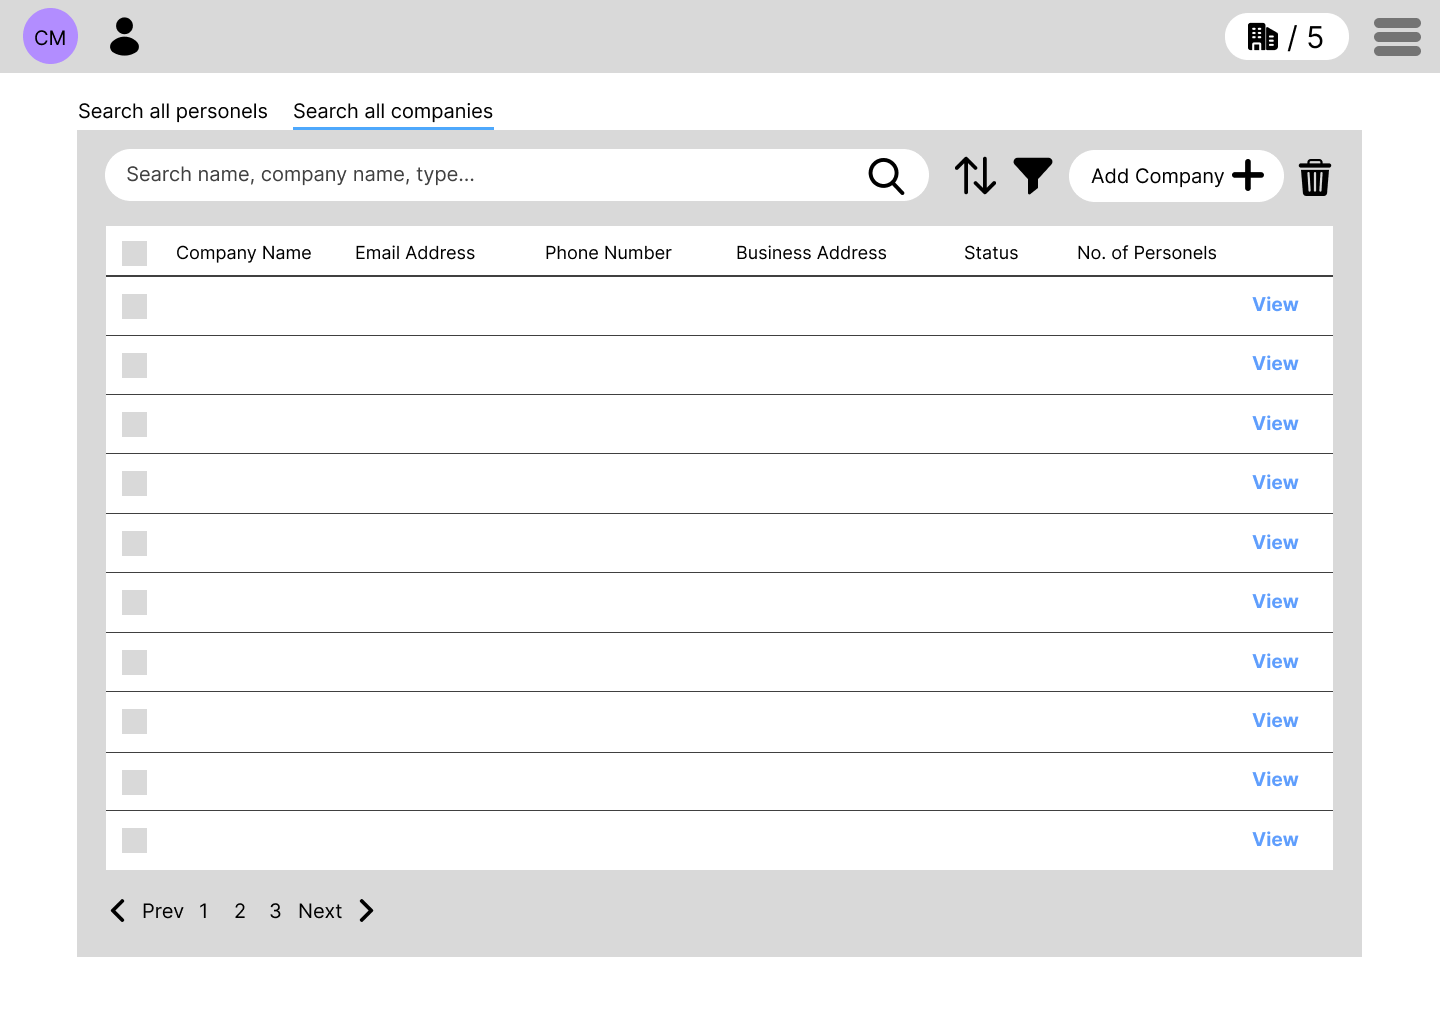 CM
/ 5
Search all personels Search all companies
Search name, company name, type...
Add Company
Company Name Email Address Phone Number Business Address Status No. of Personels
View
View
View
View
View
View
View
View
View
View
Prev 1 2 3 Next